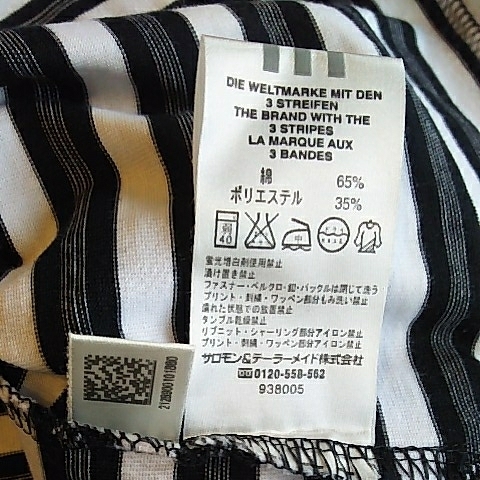 DIE WELTMARKE MIT DEN
3 STREIFEN
THE BRAND WITH THE
3 STRIPES
LA MARQUE AUX
3 BANDES
綿 65%
ポリエステル 35%
弱
40
蛍光増白剤使用禁止
漬け置き禁止
ファスナー・ベルクロ・釦・バックルは閉じて洗う
プリント・刺繍・ワッペン部分もみ洗い禁止
濡れた状態での放置禁止
タンブル乾燥禁止
リブニット・シャーリング部分アイロン禁止
プリント・刺繍・ワッペン部分アイロン禁止
サロモン&テーラーメイド株式会社
0120-558-562
938005